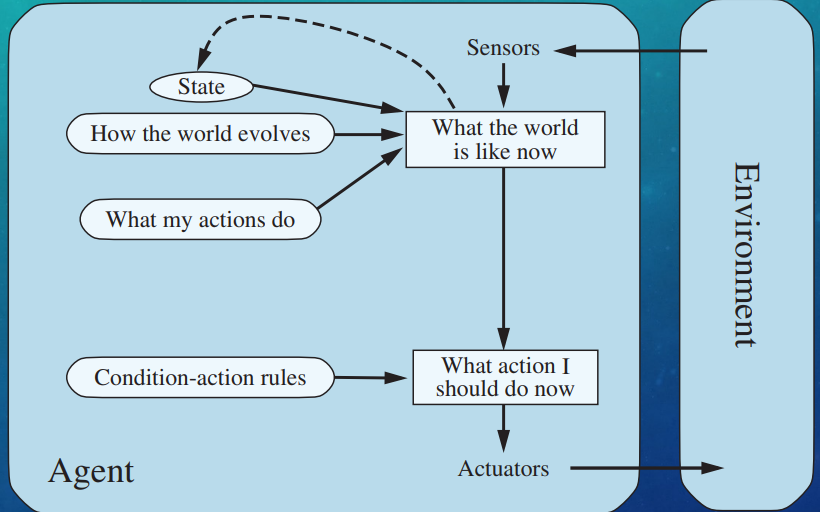 Sensors
State
How the world evolves
What the world
is like now
What my actions do
Environment
Condition-action rules
What action I
should do now
Agent
Actuators